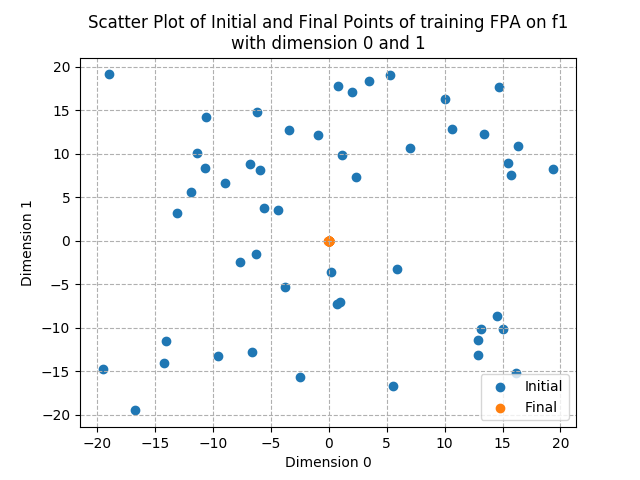 Scatter Plot of Initial and Final Points of training FPA on f1
with dimension 0 and 1
20
15
10
5
0
−5
−10
−15
−20
Dimension 1
−20 −15 −10 −5 0 5 10 15 20
Dimension 0
Initial
Final